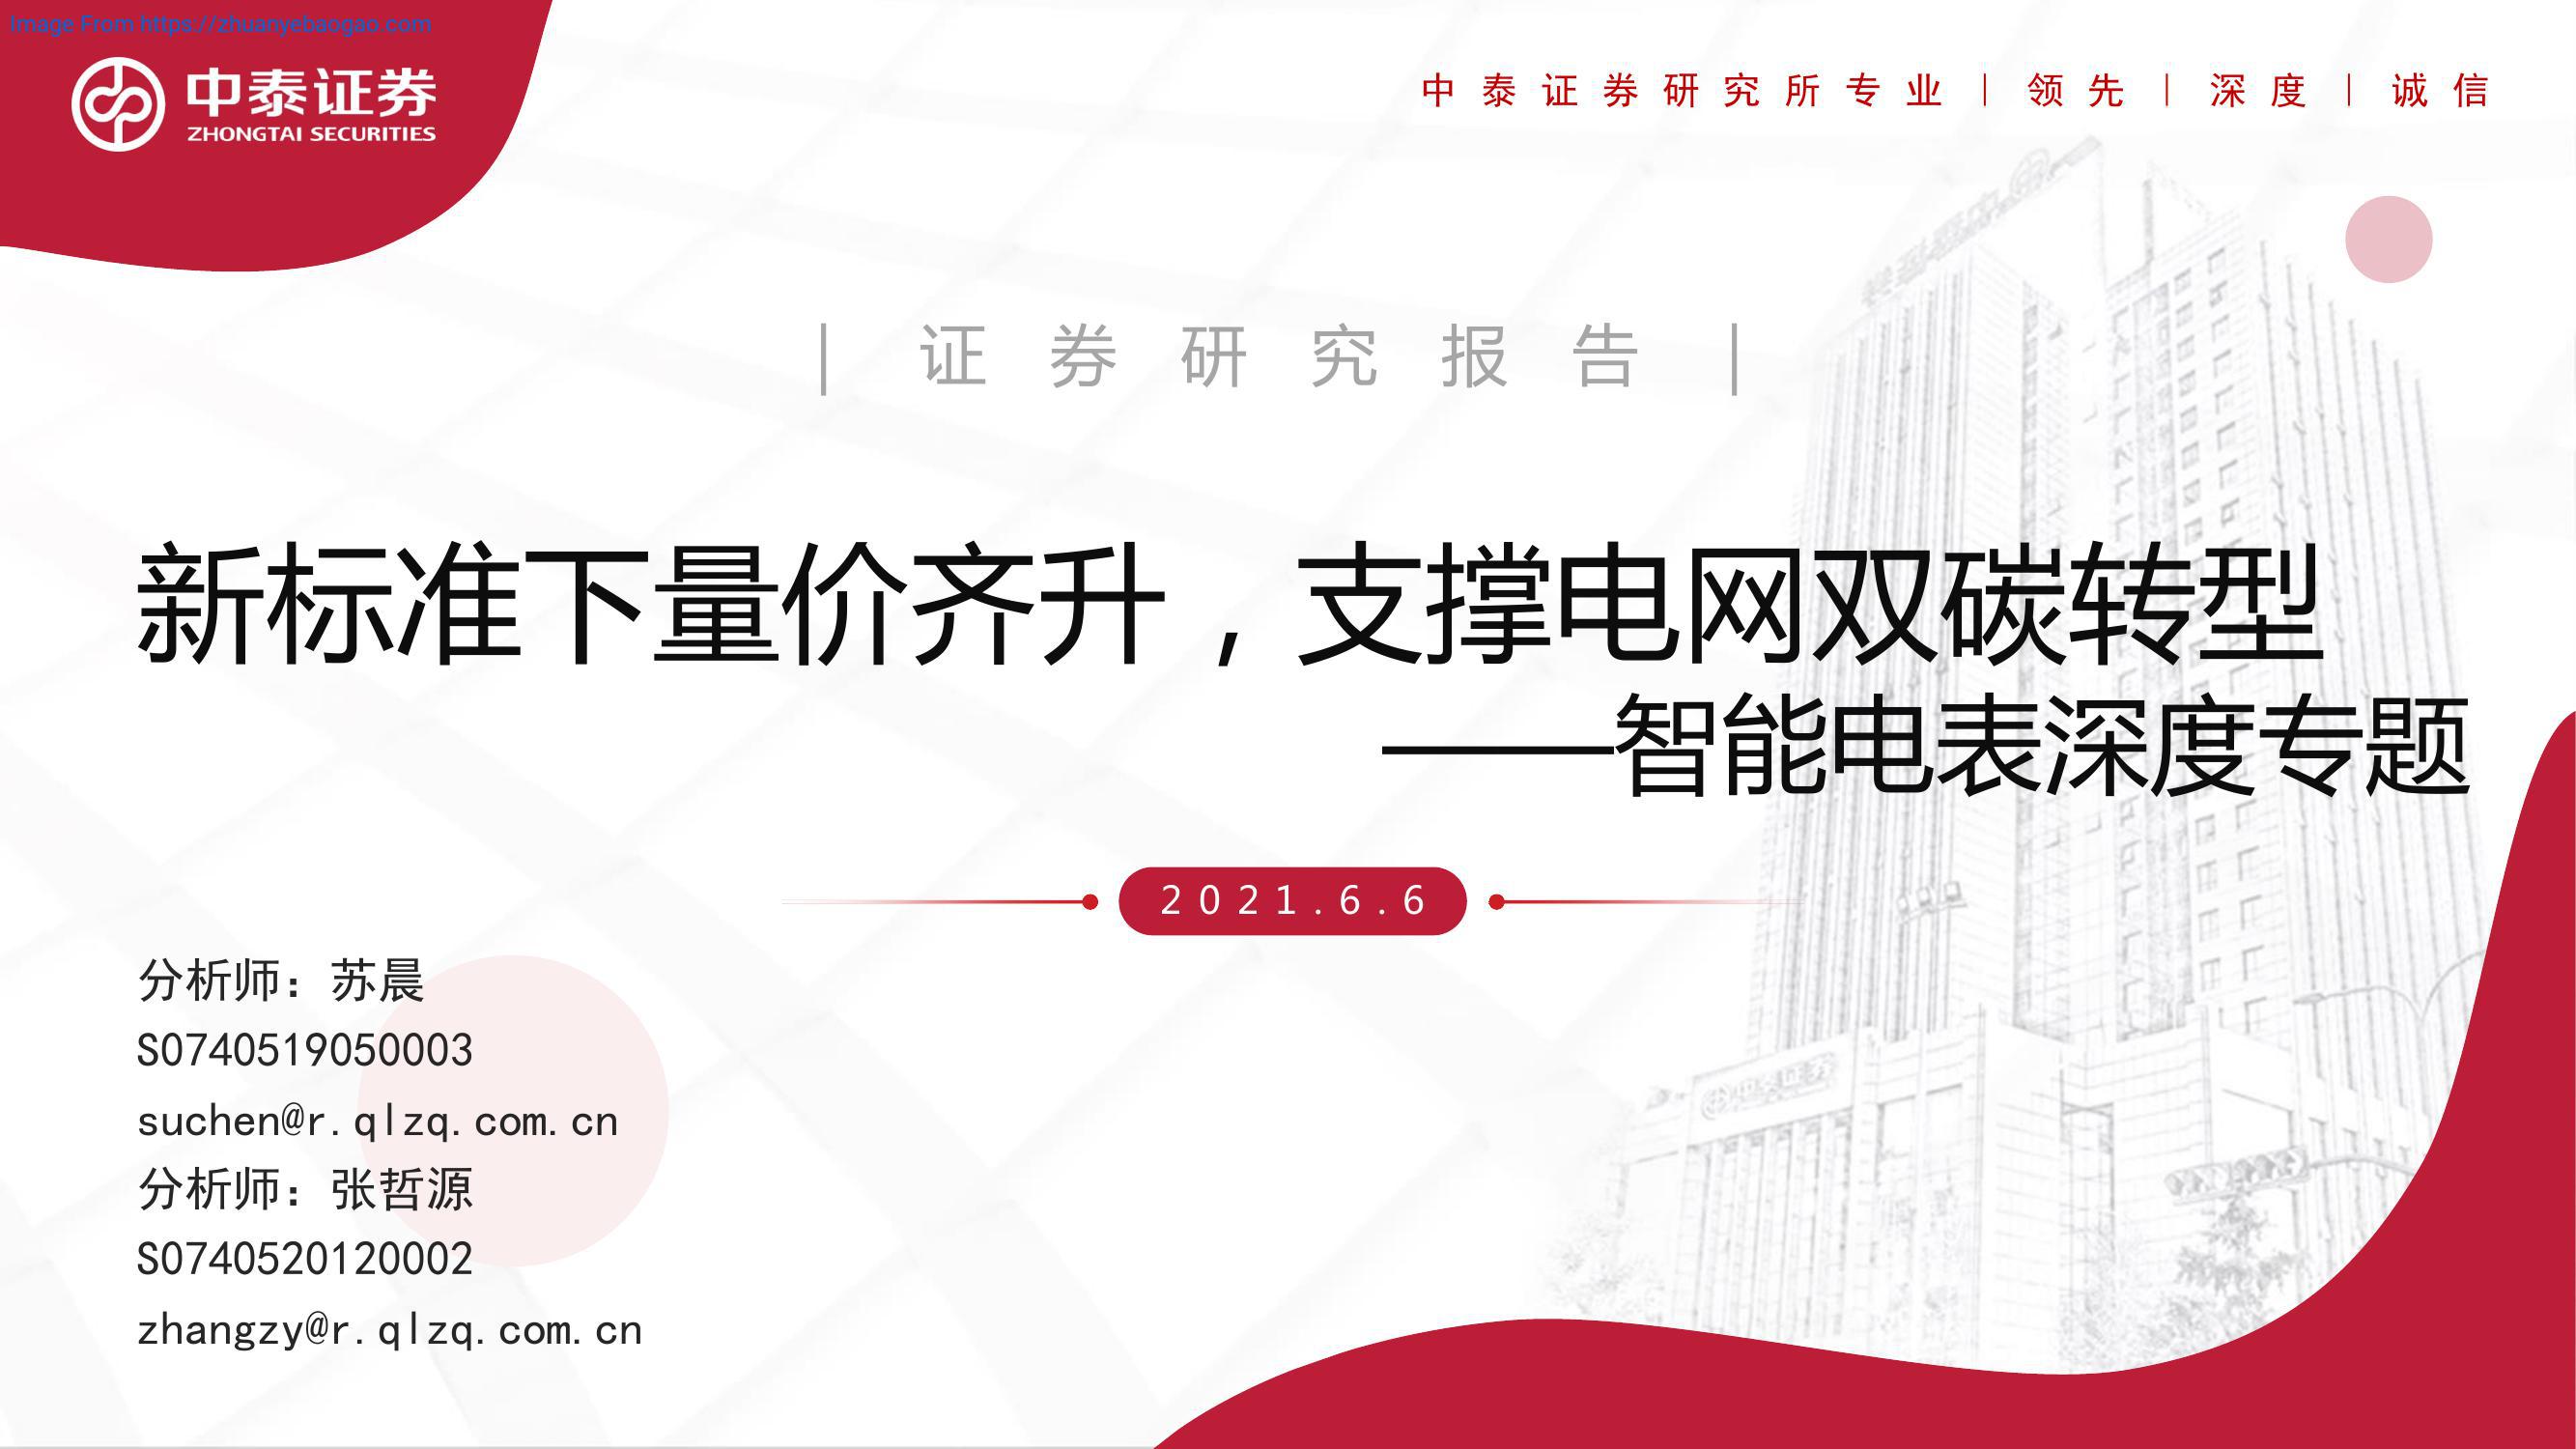 Image From https://zhuanyebaogao.com
中泰证券
ZHONGTAI SECURITIES
中泰证券研究所专业｜领先｜深度｜诚信
｜证券研究报告｜
新标准下量价齐升，支撑电网双碳转型
——智能电表深度专题
2021.6.6
分析师：苏晨
S0740519050003
suchen@r.qlzq.com.cn
分析师：张哲源
S0740520120002
zhangzy@r.qlzq.com.cn
中泰证券